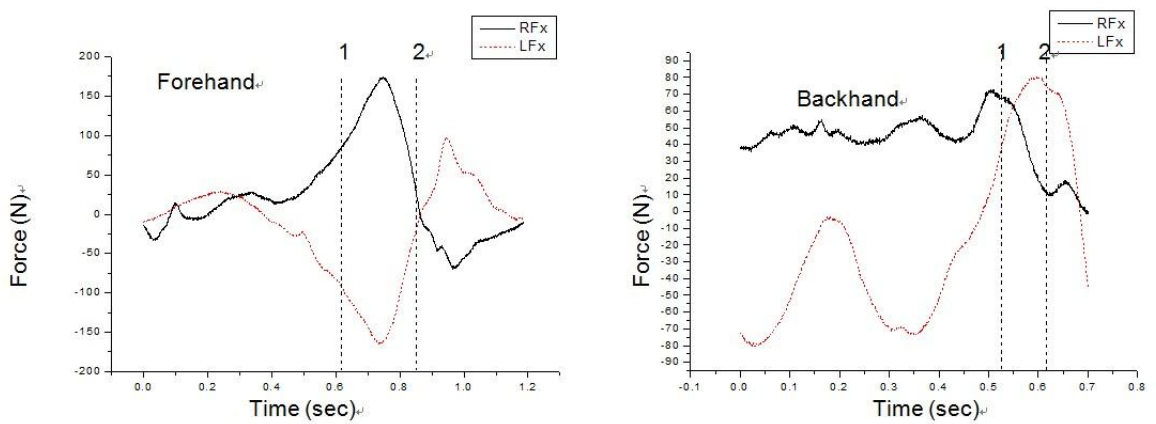 RFx
LFx
1 2↵
Forehand↵
Force (N)↵
200
150
100
50
0
-50
-100
-150
-200
0.0 0.2 0.4 0.6 0.8 1.0 1.2
Time (sec)↵
RFx
LFx
1 2↵
Backhand↵
Force (N)↵
90
80
70
60
50
40
30
20
10
0
-10
-20
-30
-40
-50
-60
-70
-80
-90
-0.1 0.0 0.1 0.2 0.3 0.4 0.5 0.6 0.7 0.8
Time (sec)↵